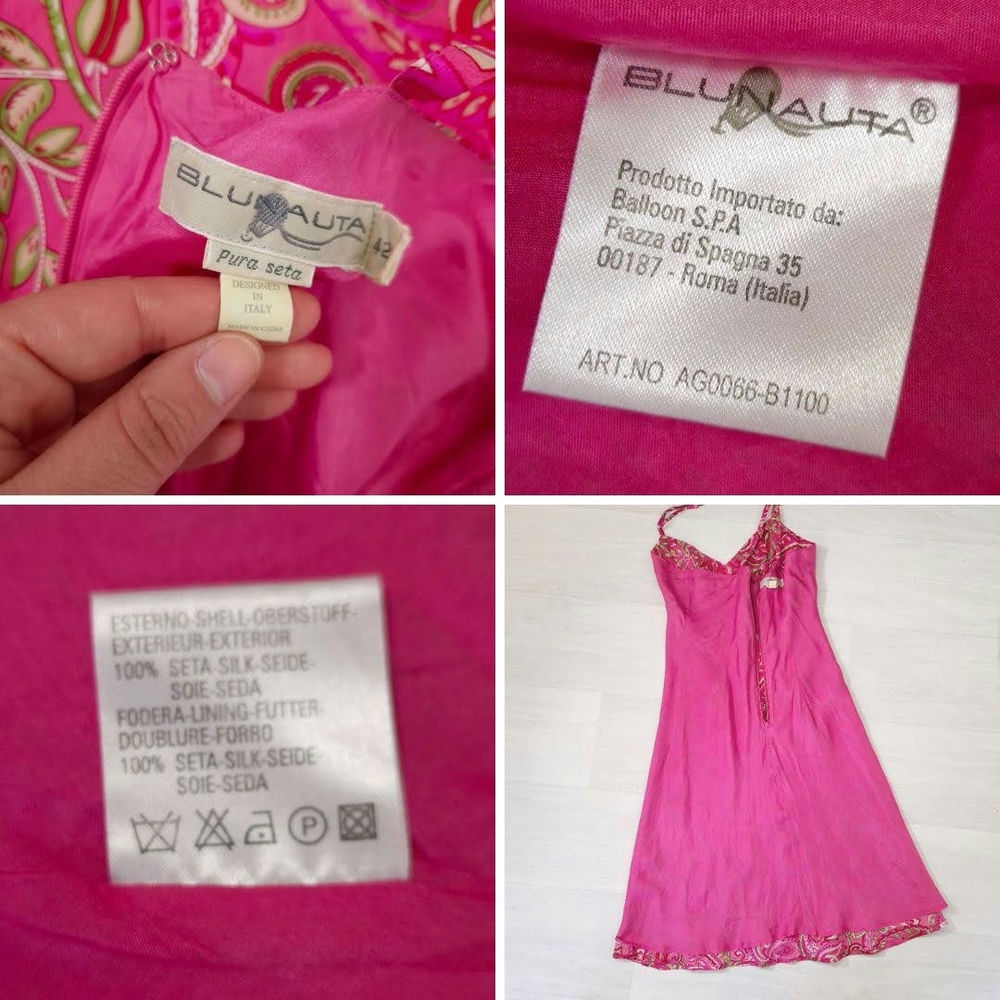 BLUNAUTA
42
Pura seta
DESIGNED
IN
ITALY
MADE IN CHINA
BLUNAUTA®
Prodotto Importato da:
Balloon S.P.A
Piazza di Spagna 35
00187 - Roma (Italia)
ART.NO AG0066-B1100
ESTERNO-SHELL-OBERSTOFF-
EXTERIEUR-EXTERIOR
100% SETA-SILK-SEIDE-
SOIE-SEDA
FODERA-LINING-FUTTER-
DOUBLURE-FORRO
100% SETA-SILK-SEIDE-
SOIE-SEDA
P